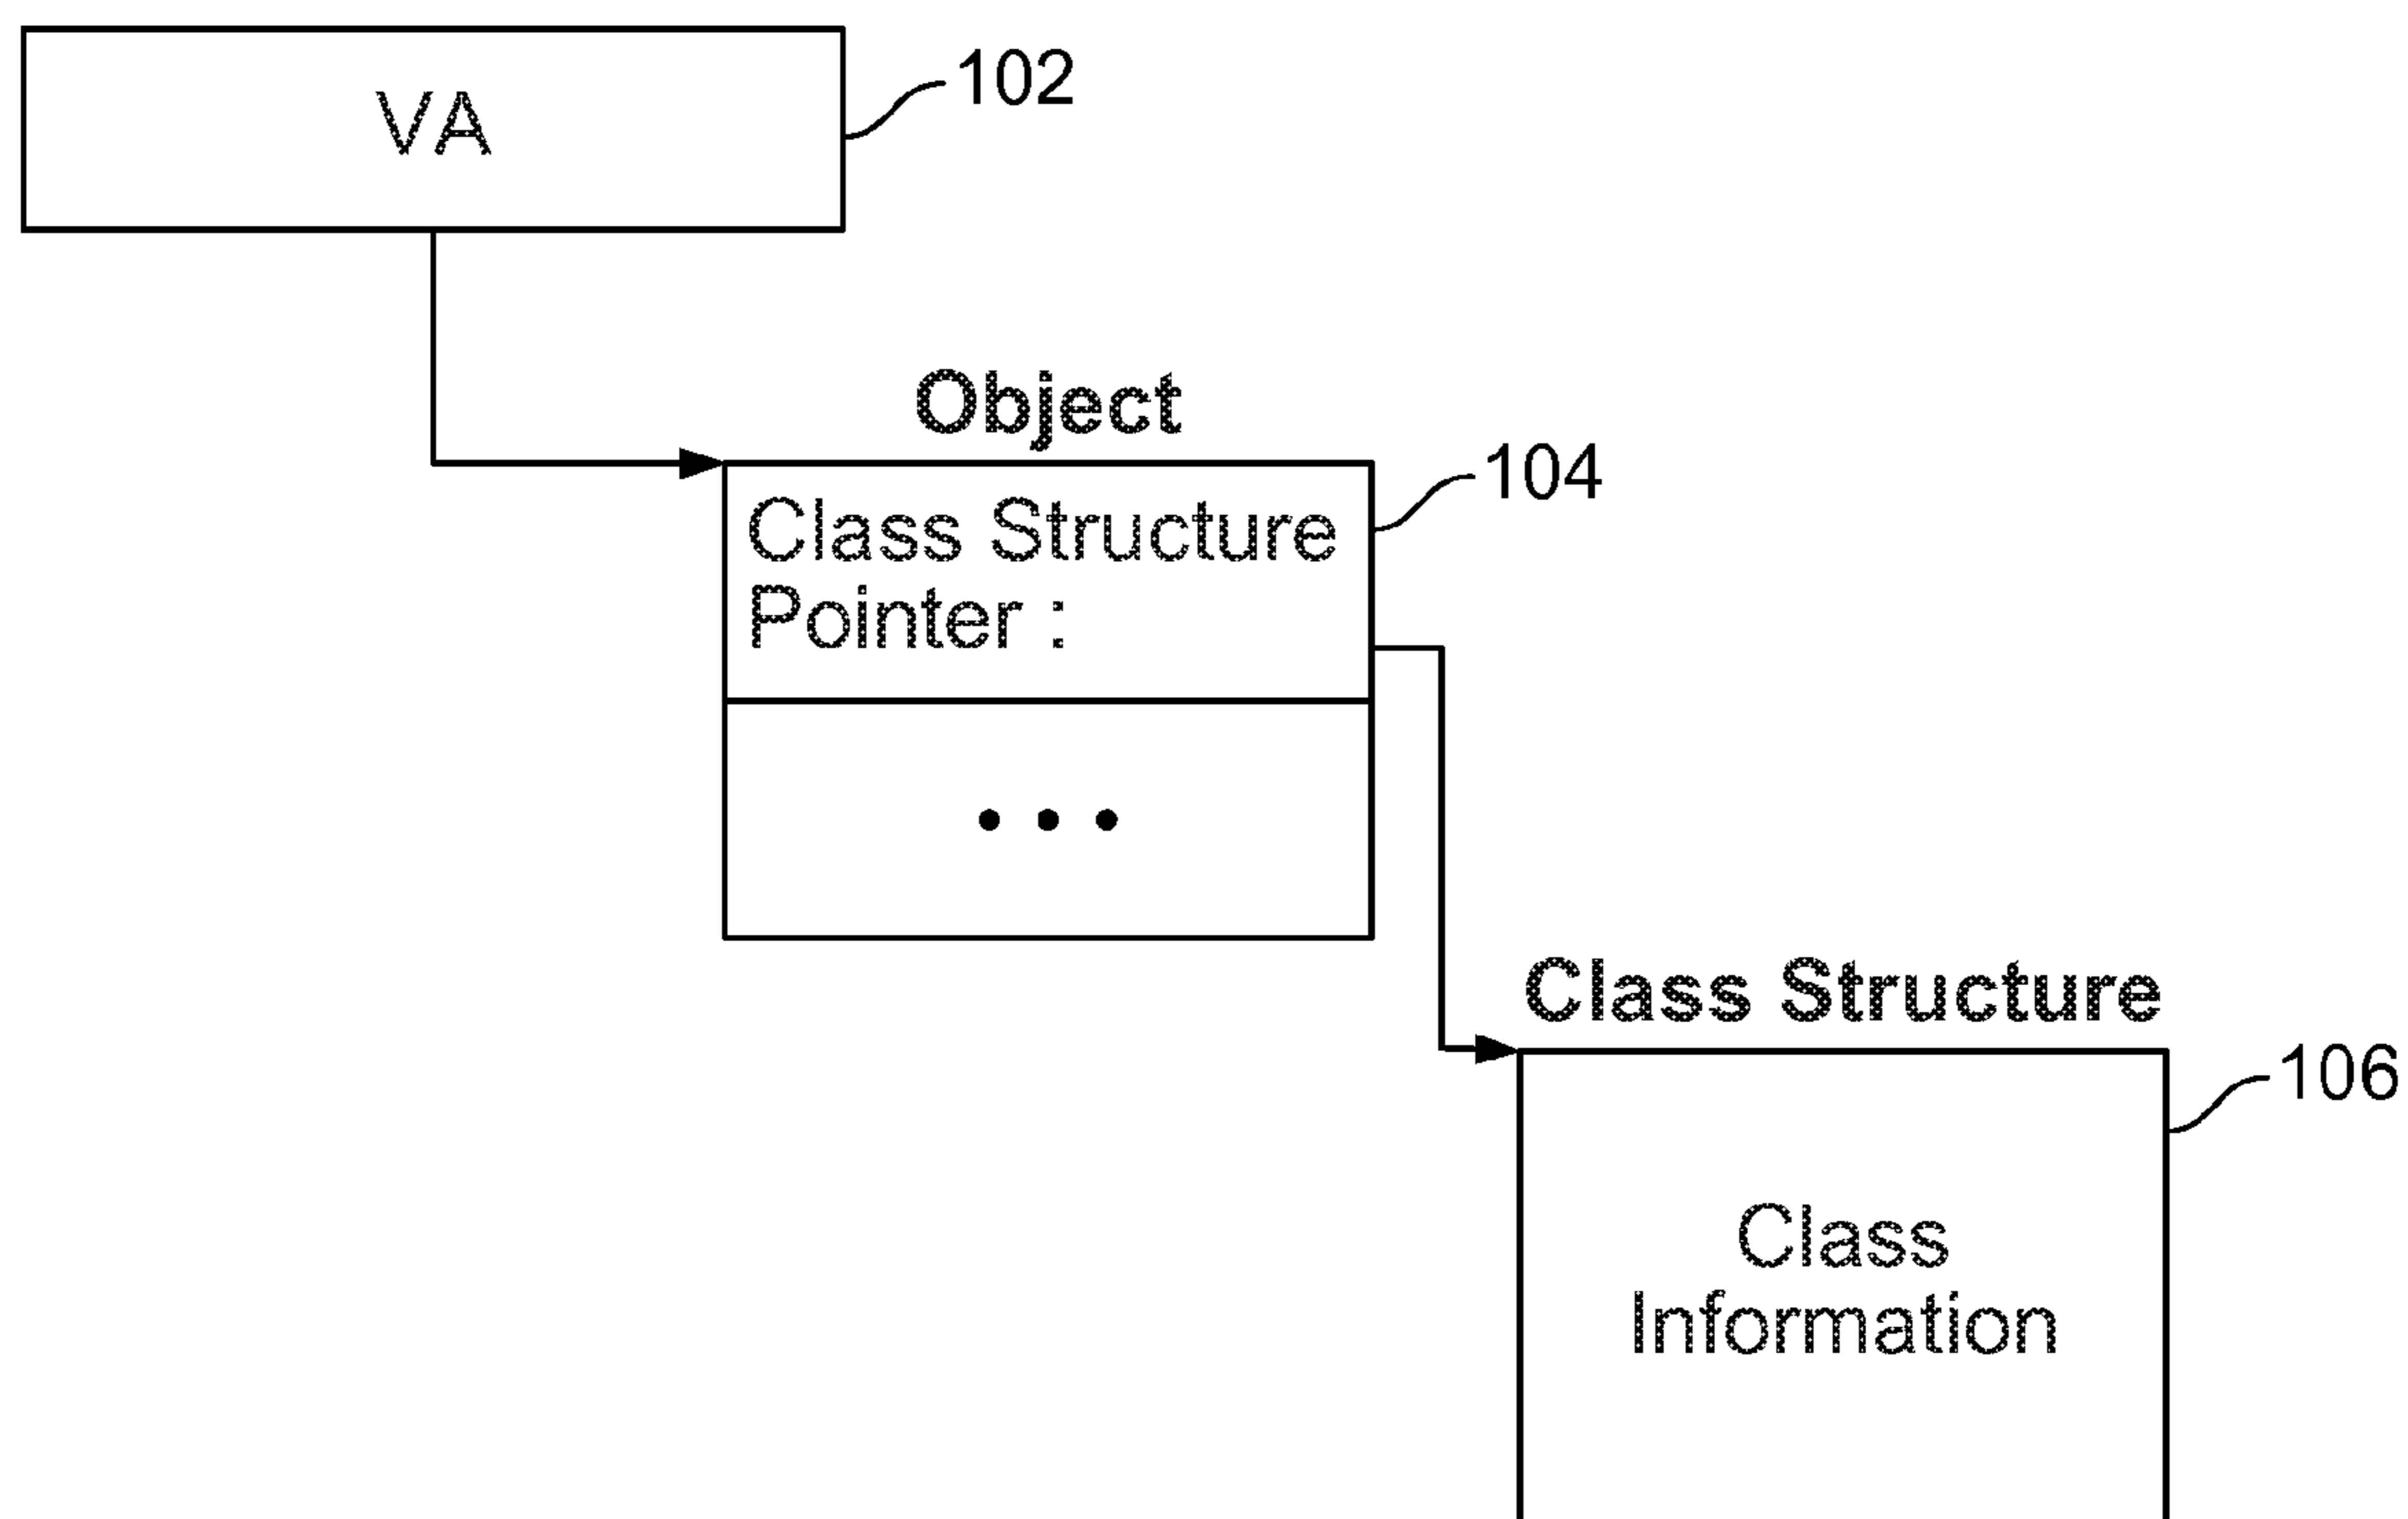 VA
102
Object
104
Class Structure
Pointer :
• • •
Class Structure
106
Class
Information